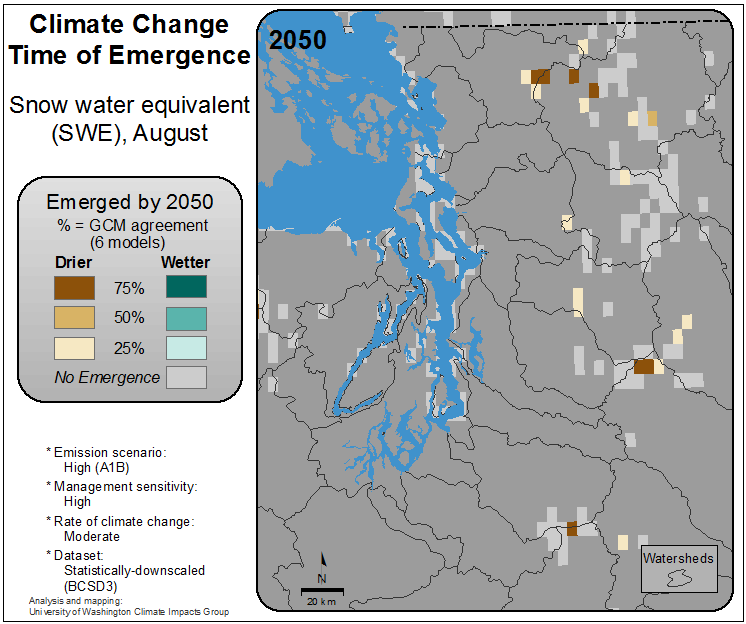 Climate Change
Time of Emergence
Snow water equivalent
(SWE), August
Emerged by 2050
% = GCM agreement
(6 models)
Drier Wetter
75%
50%
25%
No Emergence
* Emission scenario:
High (A1B)
* Management sensitivity:
High
* Rate of climate change:
Moderate
* Dataset:
Statistically-downscaled
(BCSD3)
Analysis and mapping:
University of Washington Climate Impacts Group
2050
N
20 km
Watersheds